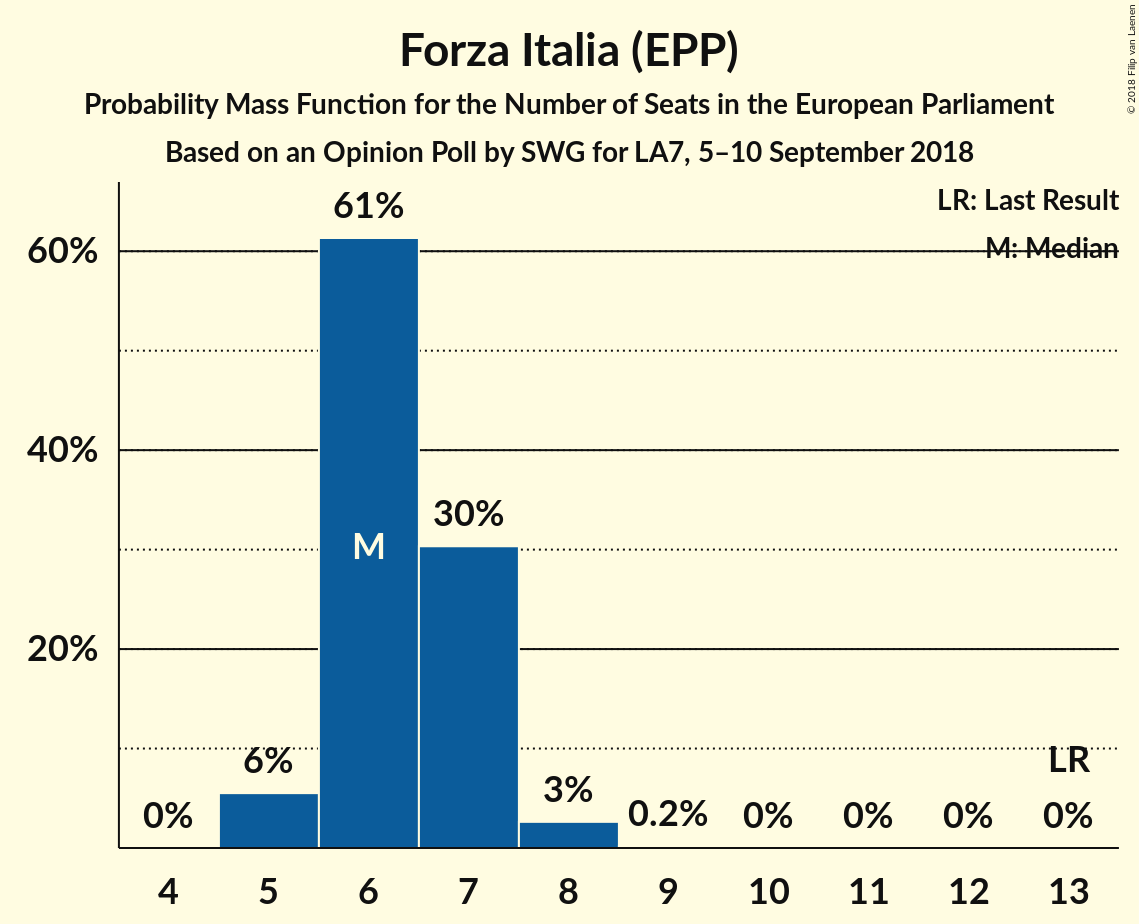 Forza Italia (EPP)
Probability Mass Function for the Number of Seats in the European Parliament
Based on an Opinion Poll by SWG for LA7, 5–10 September 2018
© 2018 Filip van Laenen
LR: Last Result
M: Median
60%
40%
20%
0%
6%
61%
M
30%
3%
0.2%
0%
0%
0%
LR
0%
4 5 6 7 8 9 10 11 12 13